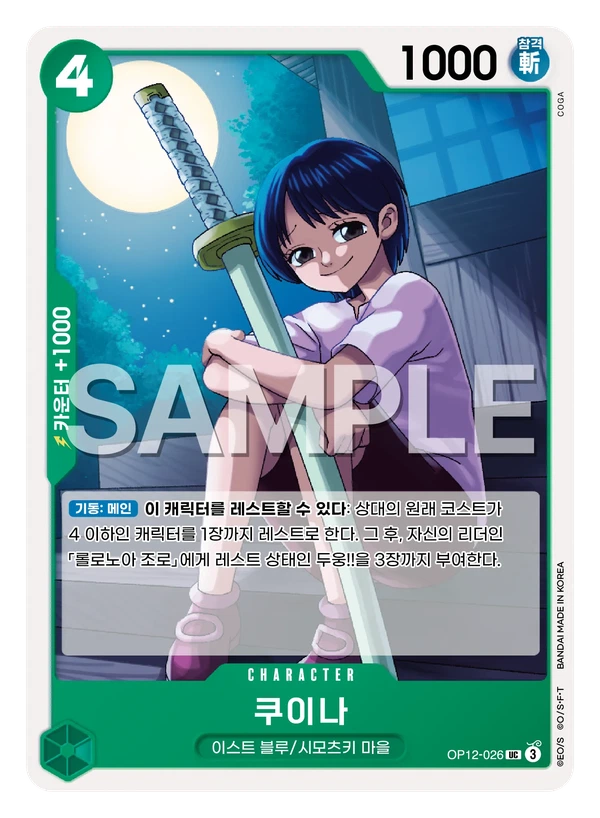 4
1000
참격
斬
COGA
⚡카운터 +1000
SAMPLE
기동: 메인 이 캐릭터를 레스트할 수 있다: 상대의 원래 코스트가
4 이하인 캐릭터를 1장까지 레스트로 한다. 그 후, 자신의 리더인
「롤로노아 조로」에게 레스트 상태인 두웅!!을 3장까지 부여한다.
CHARACTER
쿠이나
이스트 블루/시모츠키 마을
OP12-026 UC 3
©EO/S ©O/S·F·T BANDAI MADE IN KOREA